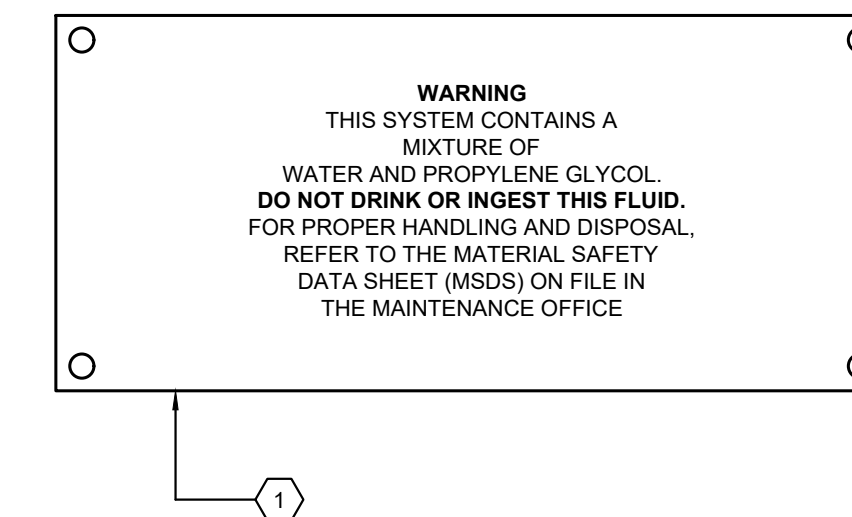 WARNING
THIS SYSTEM CONTAINS A
MIXTURE OF
WATER AND PROPYLENE GLYCOL.
DO NOT DRINK OR INGEST THIS FLUID.
FOR PROPER HANDLING AND DISPOSAL,
REFER TO THE MATERIAL SAFETY
DATA SHEET (MSDS) ON FILE IN
THE MAINTENANCE OFFICE
1